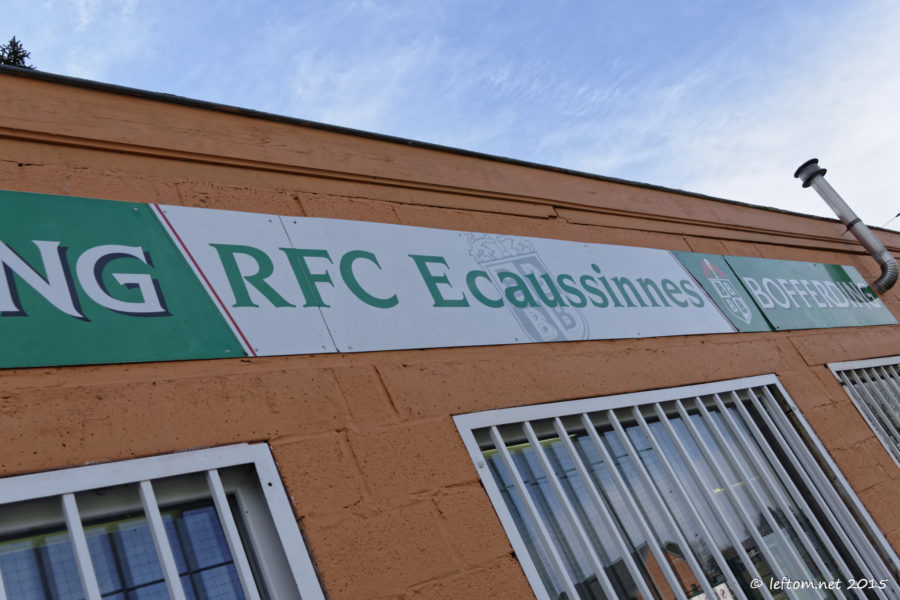 NG RFC Ecaussinnes BOFFERDING
© leftom.net 2015